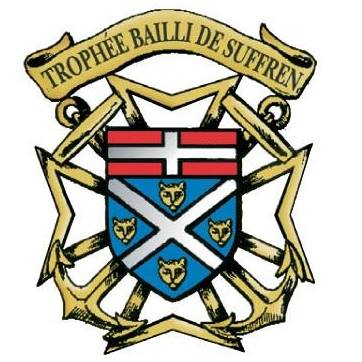 TROPHÉE BAILLI DE SUFFREN